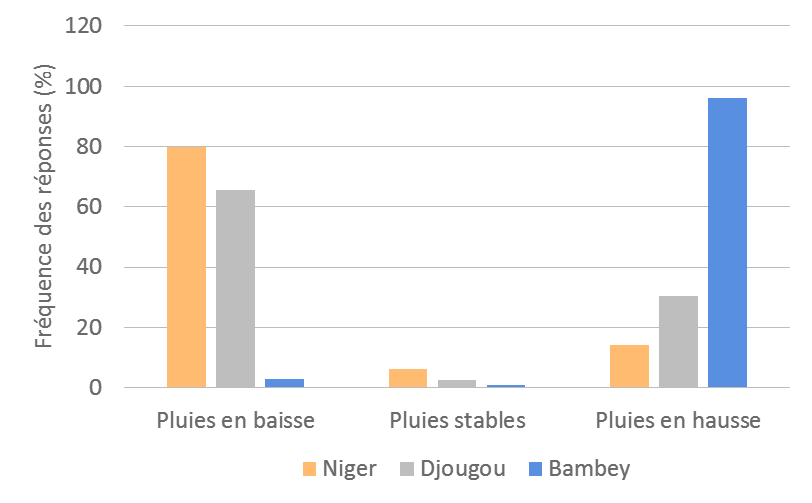 Fréquence des réponses (%)
120
100
80
60
40
20
0
Pluies en baisse Pluies stables Pluies en hausse
Niger Djougou Bambey